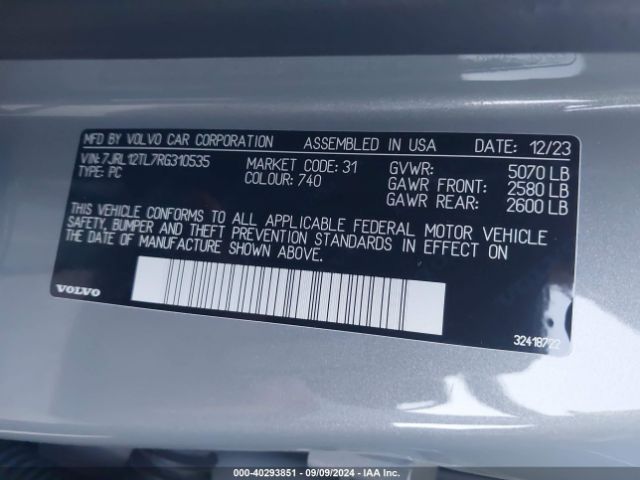 MFD BY VOLVO CAR CORPORATION ASSEMBLED IN USA DATE: 12/23
VIN: 7JRL12TL7RG310535 MARKET CODE: 31 GVWR: 5070 LB
TYPE: PC COLOUR: 740 GAWR FRONT: 2580 LB
GAWR REAR: 2600 LB
THIS VEHICLE CONFORMS TO ALL APPLICABLE FEDERAL MOTOR VEHICLE
SAFETY, BUMPER AND THEFT PREVENTION STANDARDS IN EFFECT ON
THE DATE OF MANUFACTURE SHOWN ABOVE.
VOLVO
32418722
000-40293851 - 09/09/2024 - IAA Inc.